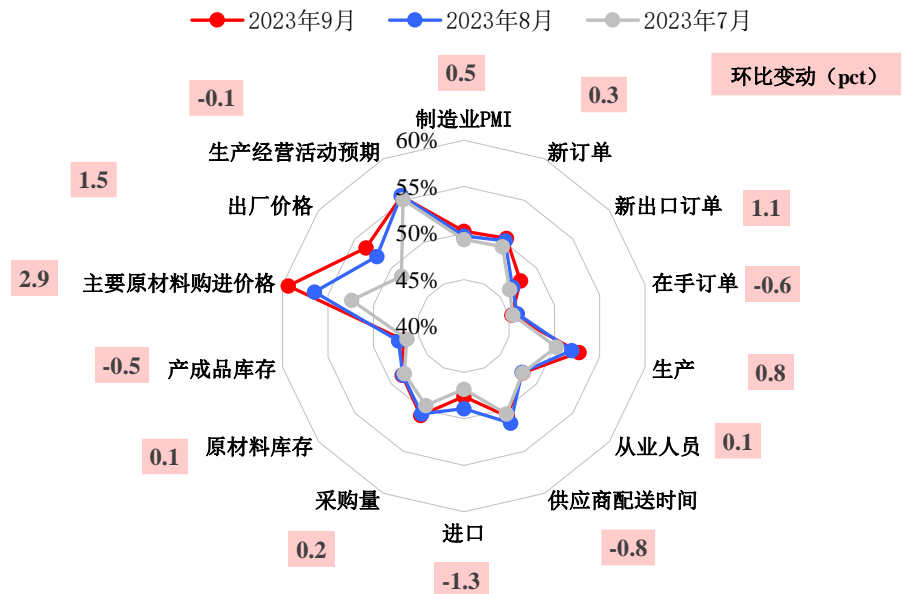 2023年9月 2023年8月 2023年7月
环比变动（pct）
0.5
制造业PMI
0.3
新订单
1.1
新出口订单
-0.6
在手订单
0.8
生产
0.1
从业人员
-0.8
供应商配送时间
-1.3
进口
0.2
采购量
0.1
原材料库存
-0.5
产成品库存
2.9
主要原材料购进价格
1.5
出厂价格
-0.1
生产经营活动预期
60%
55%
50%
45%
40%